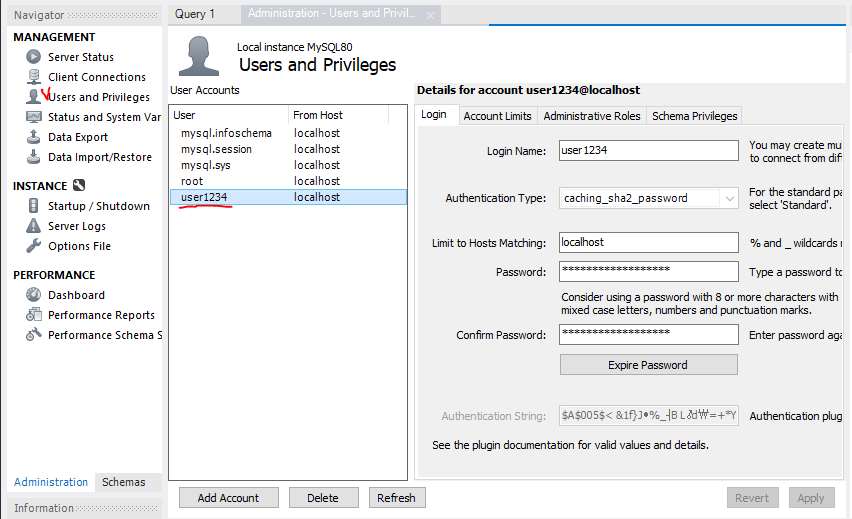 Navigator
MANAGEMENT
Server Status
Client Connections
Users and Privileges
Status and System Var
Data Export
Data Import/Restore
INSTANCE
Startup / Shutdown
Server Logs
Options File
PERFORMANCE
Dashboard
Performance Reports
Performance Schema S
Administration Schemas
Information
Query 1 Administration - Users and Privil...
Local instance MySQL80
Users and Privileges
User Accounts
User From Host
mysql.infoschema localhost
mysql.session localhost
mysql.sys localhost
root localhost
user1234 localhost
Add Account Delete Refresh
Details for account user1234@localhost
Login Account Limits Administrative Roles Schema Privileges
Login Name: user1234 You may create mu
to connect from diff
Authentication Type: caching_sha2_password For the standard pa
select 'Standard'.
Limit to Hosts Matching: localhost % and _ wildcards
Password: ****************** Type a password to
Consider using a password with 8 or more characters with
mixed case letters, numbers and punctuation marks.
Confirm Password: ****************** Enter password aga
Expire Password
Authentication String: Authentication plug
See the plugin documentation for valid values and details.
Revert Apply